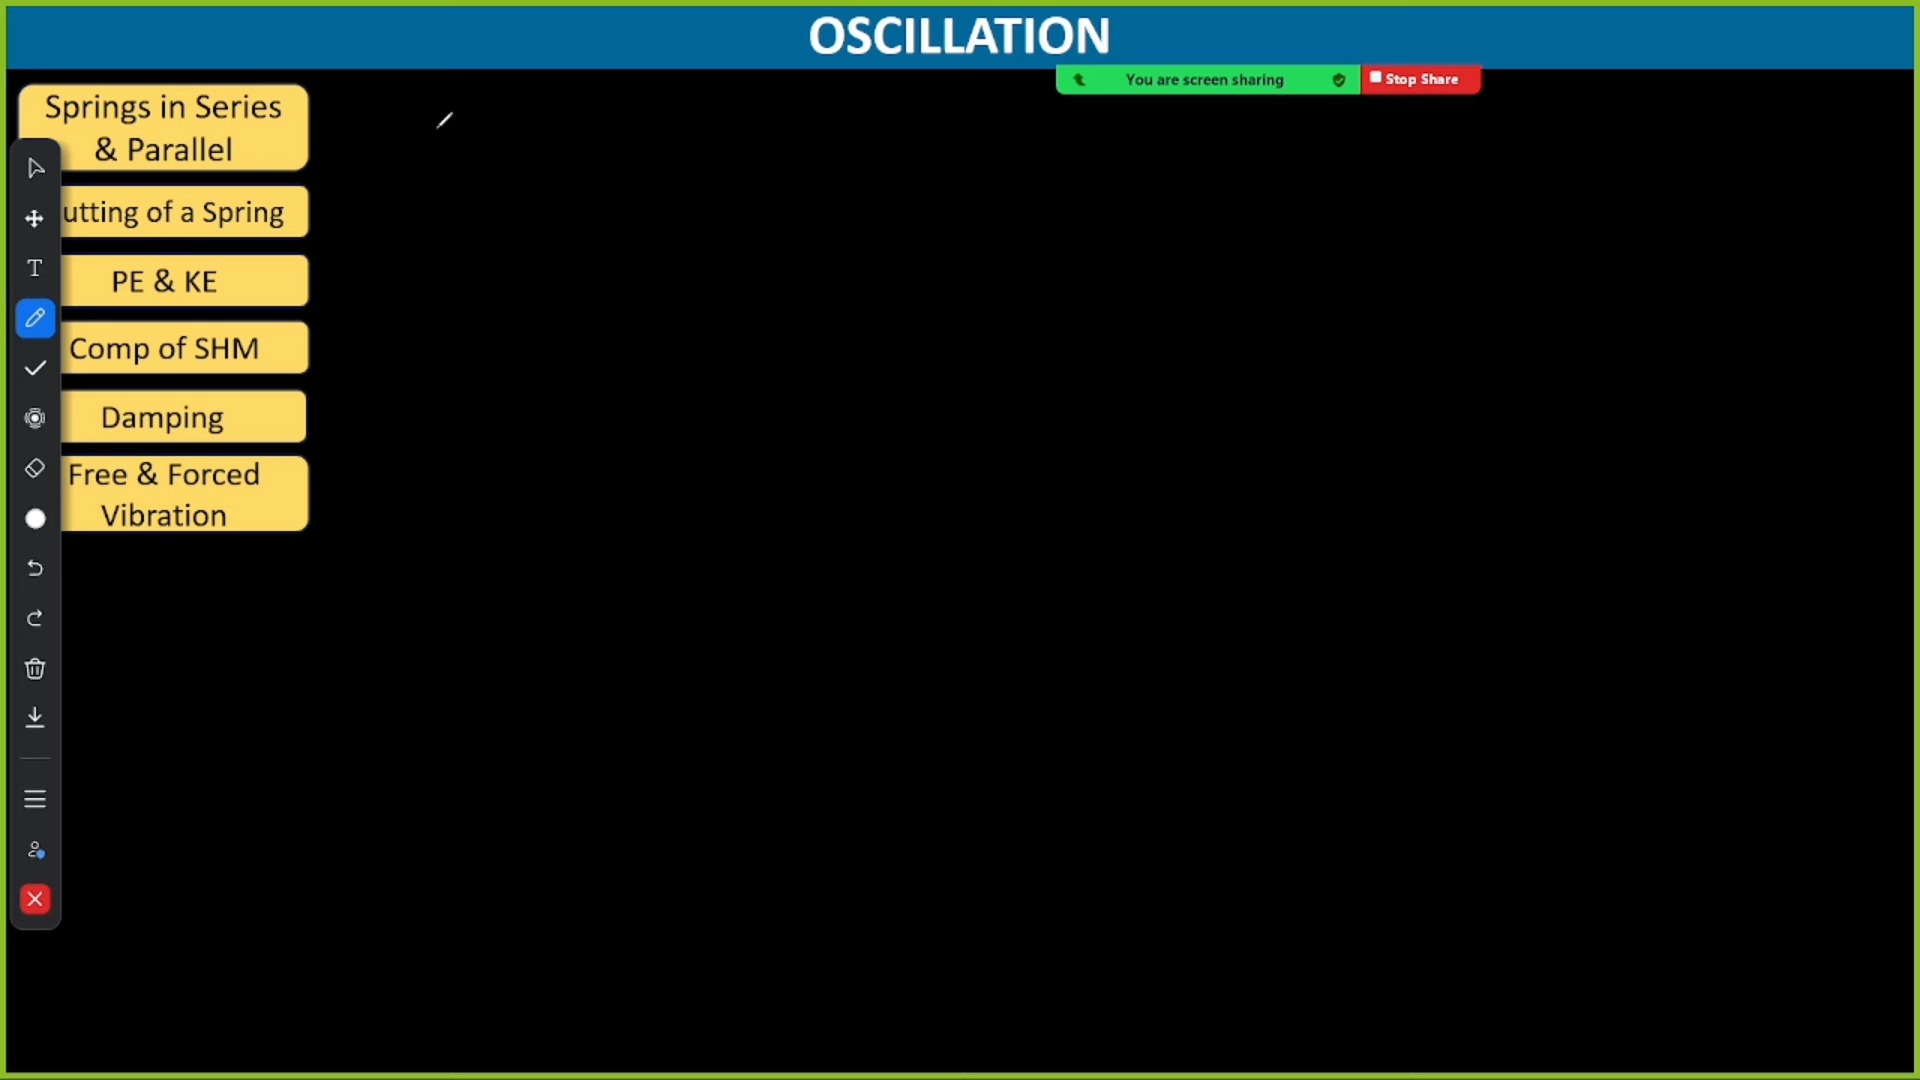 OSCILLATION
You are screen sharing
Stop Share
Springs in Series
& Parallel
utting of a Spring
PE & KE
Comp of SHM
Damping
Free & Forced
Vibration
T